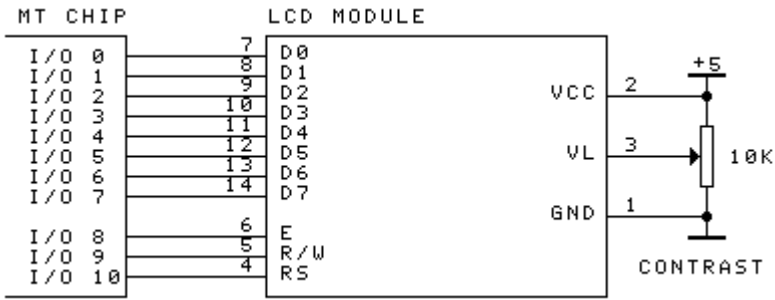 MT CHIP LCD MODULE
I/O 0 7 D0
I/O 1 8 D1
I/O 2 9 D2
I/O 3 10 D3
I/O 4 11 D4
I/O 5 12 D5
I/O 6 13 D6
I/O 7 14 D7
I/O 8 6 E
I/O 9 5 R/W
I/O 10 4 RS
+5
VCC 2
VL 3 10K
GND 1
CONTRAST